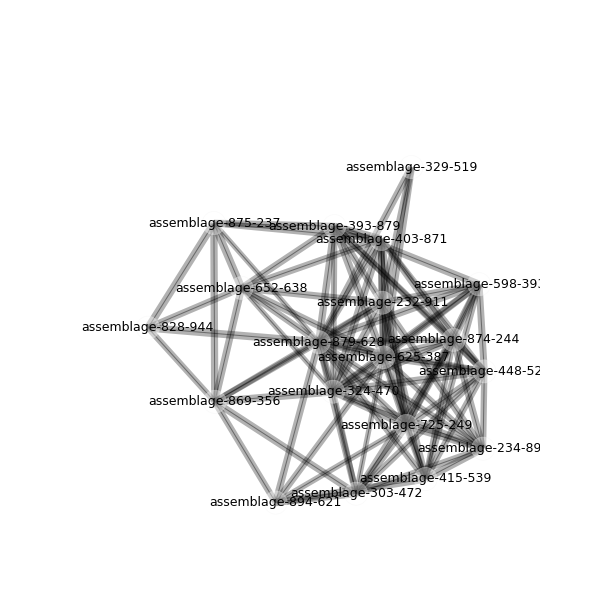 assemblage-329-519
assemblage-875-237
assemblage-393-879
assemblage-403-871
assemblage-598-393
assemblage-652-638
assemblage-232-911
assemblage-828-944
assemblage-874-244
assemblage-879-628
assemblage-625-387
assemblage-448-52
assemblage-324-470
assemblage-869-356
assemblage-725-249
assemblage-234-89
assemblage-415-539
assemblage-303-472
assemblage-894-621